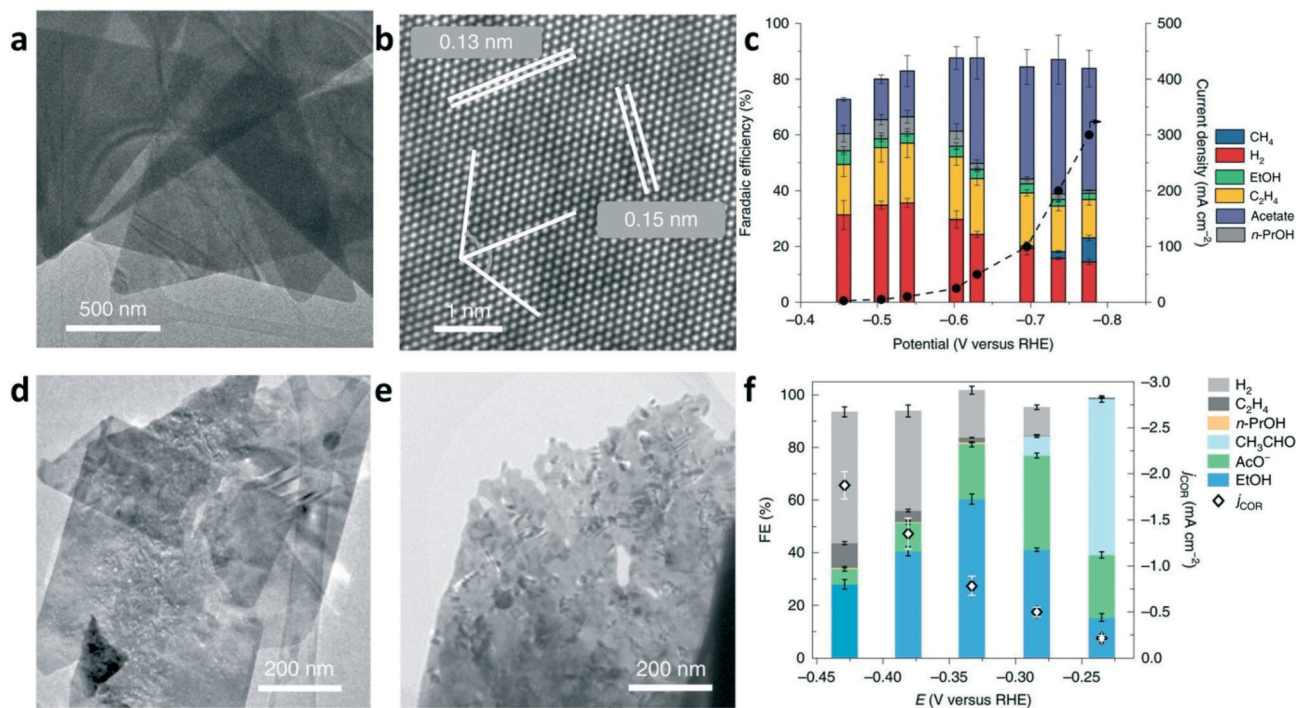 a
500 nm
b
0.13 nm
0.15 nm
1 nm
c
100
80
60
40
20
0
Faradaic efficiency (%)
500
400
300
200
100
0
Current density (mA cm⁻²)
−0.4 −0.5 −0.6 −0.7 −0.8
Potential (V versus RHE)
CH₄
H₂
EtOH
C₂H₄
Acetate
n-PrOH
d
200 nm
e
200 nm
f
100
80
60
40
20
0
FE (%)
−3.0
−2.5
−2.0
−1.5
−1.0
−0.5
0.0
jCOR (mA cm⁻²)
−0.45 −0.40 −0.35 −0.30 −0.25
E (V versus RHE)
H₂
C₂H₄
n-PrOH
CH₃CHO
AcO⁻
EtOH
jCOR